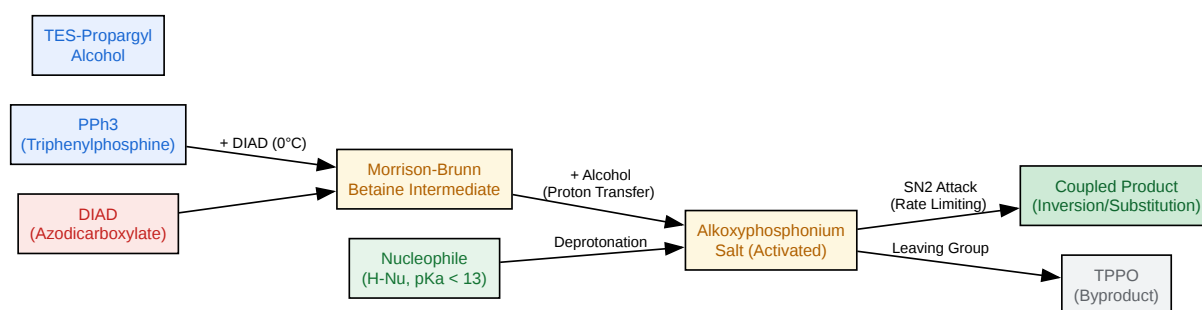 TES-Propargyl
Alcohol
PPh3
(Triphenylphosphine)
DIAD
(Azodicarboxylate)
+ DIAD (0°C)
Morrison-Brunn
Betaine Intermediate
Nucleophile
(H-Nu, pKa < 13)
+ Alcohol
(Proton Transfer)
Deprotonation
Alkoxyphosphonium
Salt (Activated)
SN2 Attack
(Rate Limiting)
Leaving Group
Coupled Product
(Inversion/Substitution)
TPPO
(Byproduct)